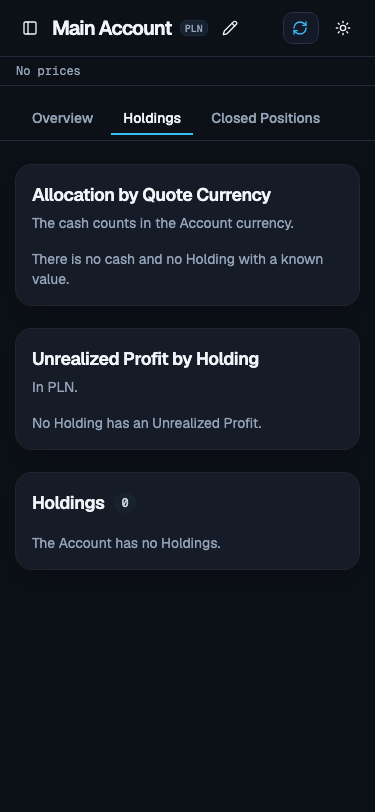 Main Account PLN
No prices
Overview Holdings Closed Positions
Allocation by Quote Currency
The cash counts in the Account currency.
There is no cash and no Holding with a known
value.
Unrealized Profit by Holding
In PLN.
No Holding has an Unrealized Profit.
Holdings 0
The Account has no Holdings.